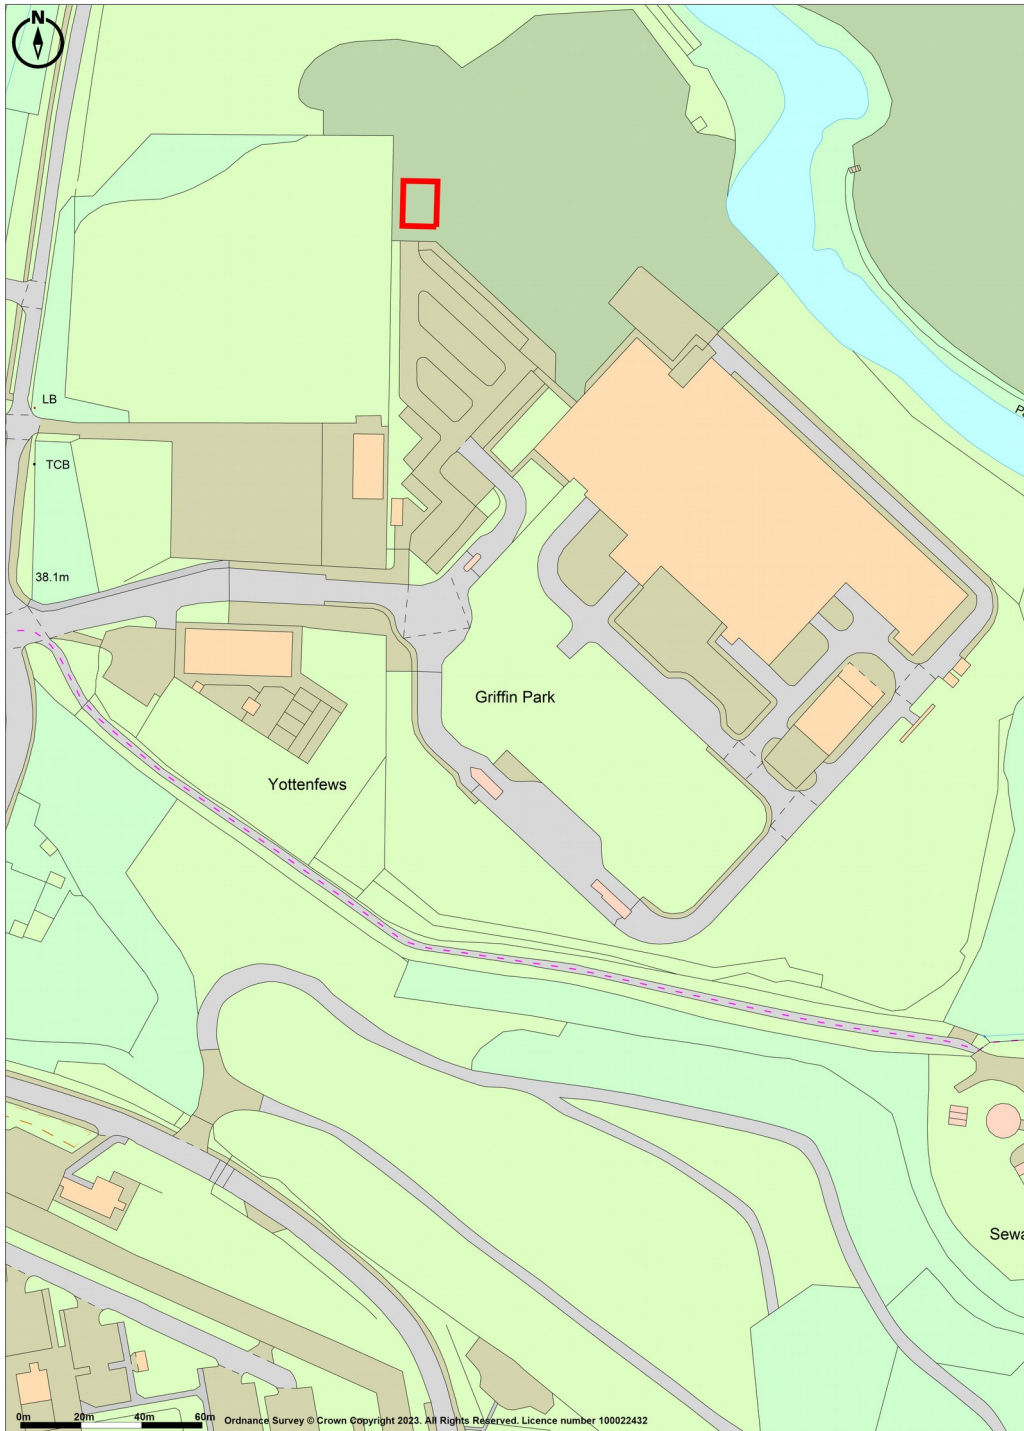 N
LB
TCB
38.1m
Griffin Park
Yottenfews
0m 20m 40m 60m
Ordnance Survey © Crown Copyright 2023. All Rights Reserved. Licence number 100022432